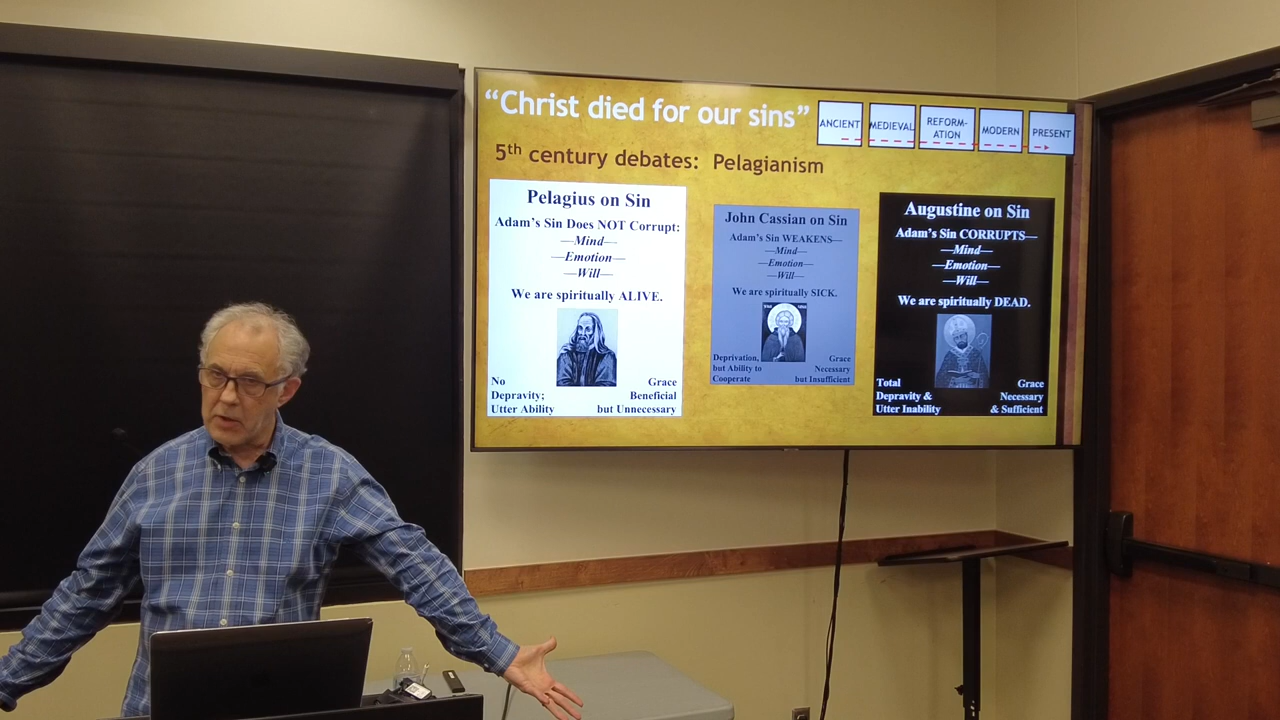 “Christ died for our sins”
ANCIENT
MEDIEVAL
REFORM-
ATION
MODERN
PRESENT
5th century debates: Pelagianism
Pelagius on Sin
Adam’s Sin Does NOT Corrupt:
—Mind—
—Emotion—
—Will—
We are spiritually ALIVE.
No
Depravity;
Utter Ability
Grace
Beneficial
but Unnecessary
John Cassian on Sin
Adam’s Sin WEAKENS—
—Mind—
—Emotion—
—Will—
We are spiritually SICK.
Deprivation,
but Ability to
Cooperate
Grace
Necessary
but Insufficient
Augustine on Sin
Adam’s Sin CORRUPTS—
—Mind—
—Emotion—
—Will—
We are spiritually DEAD.
Total
Depravity &
Utter Inability
Grace
Necessary
& Sufficient